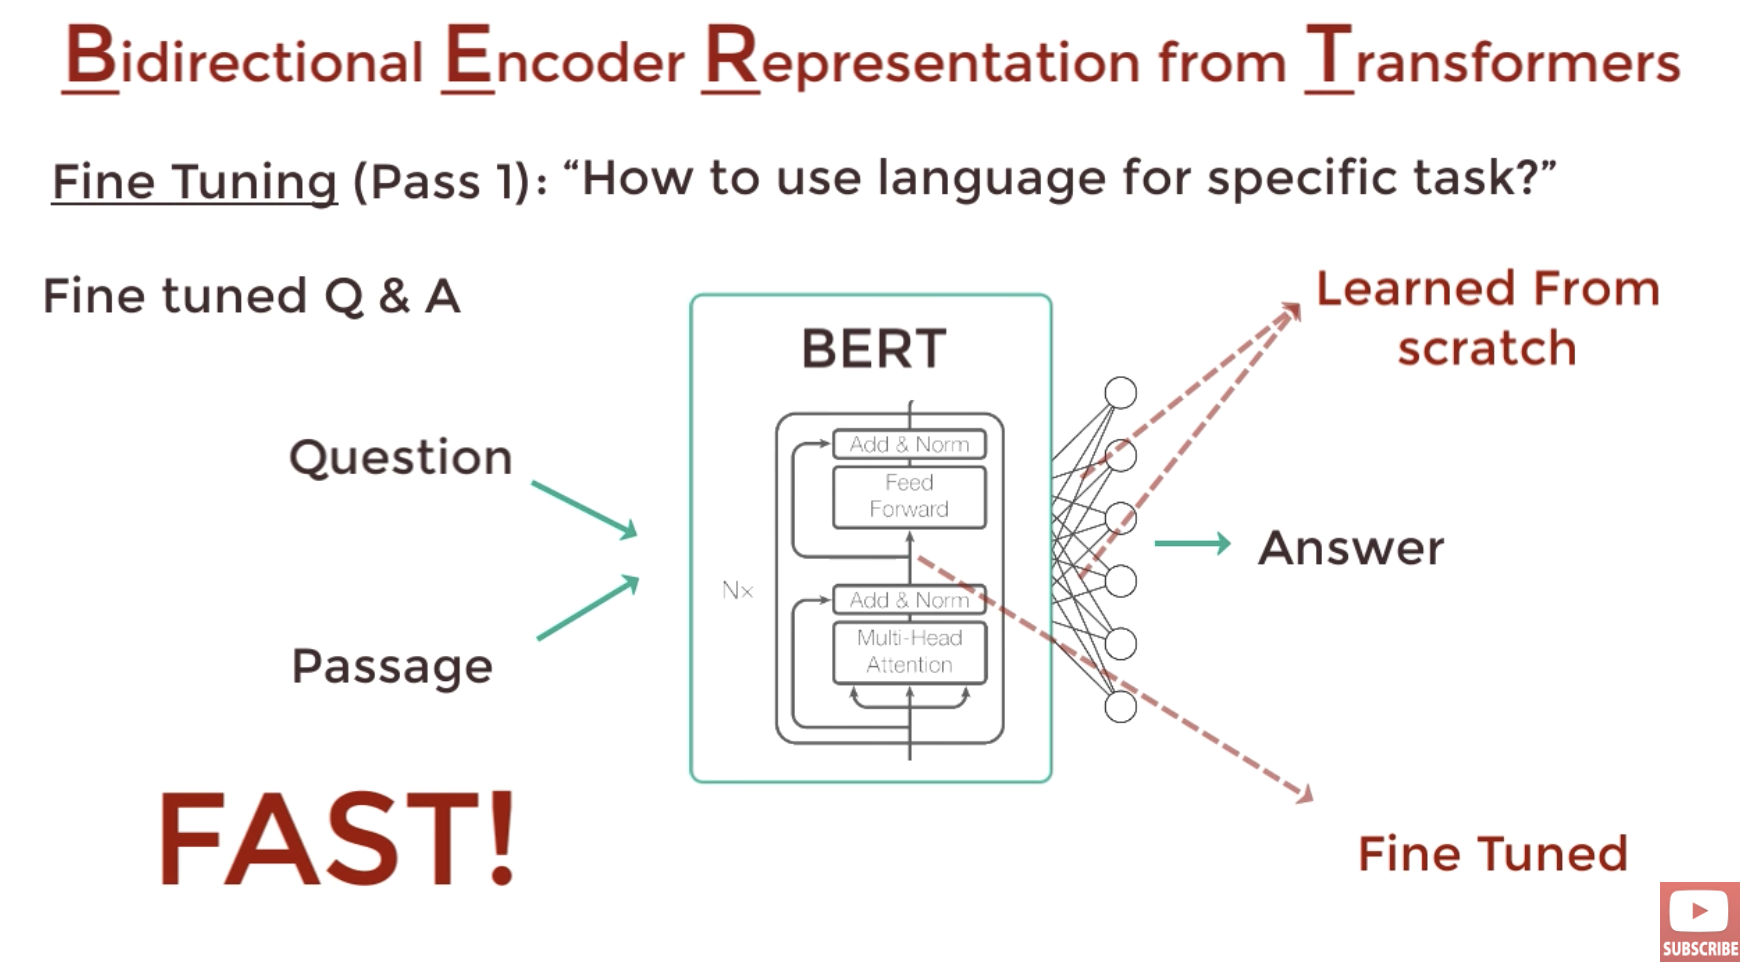 Bidirectional Encoder Representation from Transformers
Fine Tuning (Pass 1): “How to use language for specific task?”
Fine tuned Q & A
Question
Passage
FAST!
BERT
Add & Norm
Feed
Forward
Nx
Add & Norm
Multi-Head
Attention
Learned From
scratch
Answer
Fine Tuned
SUBSCRIBE